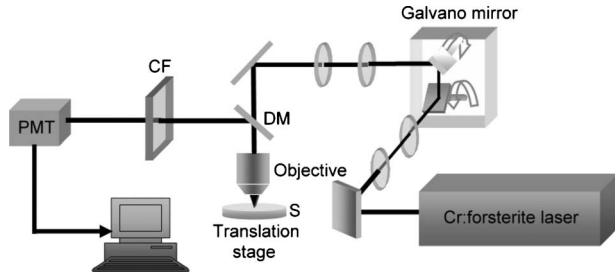 Galvano mirror
CF
PMT
DM
Objective
S
Translation
stage
Cr:forsterite laser